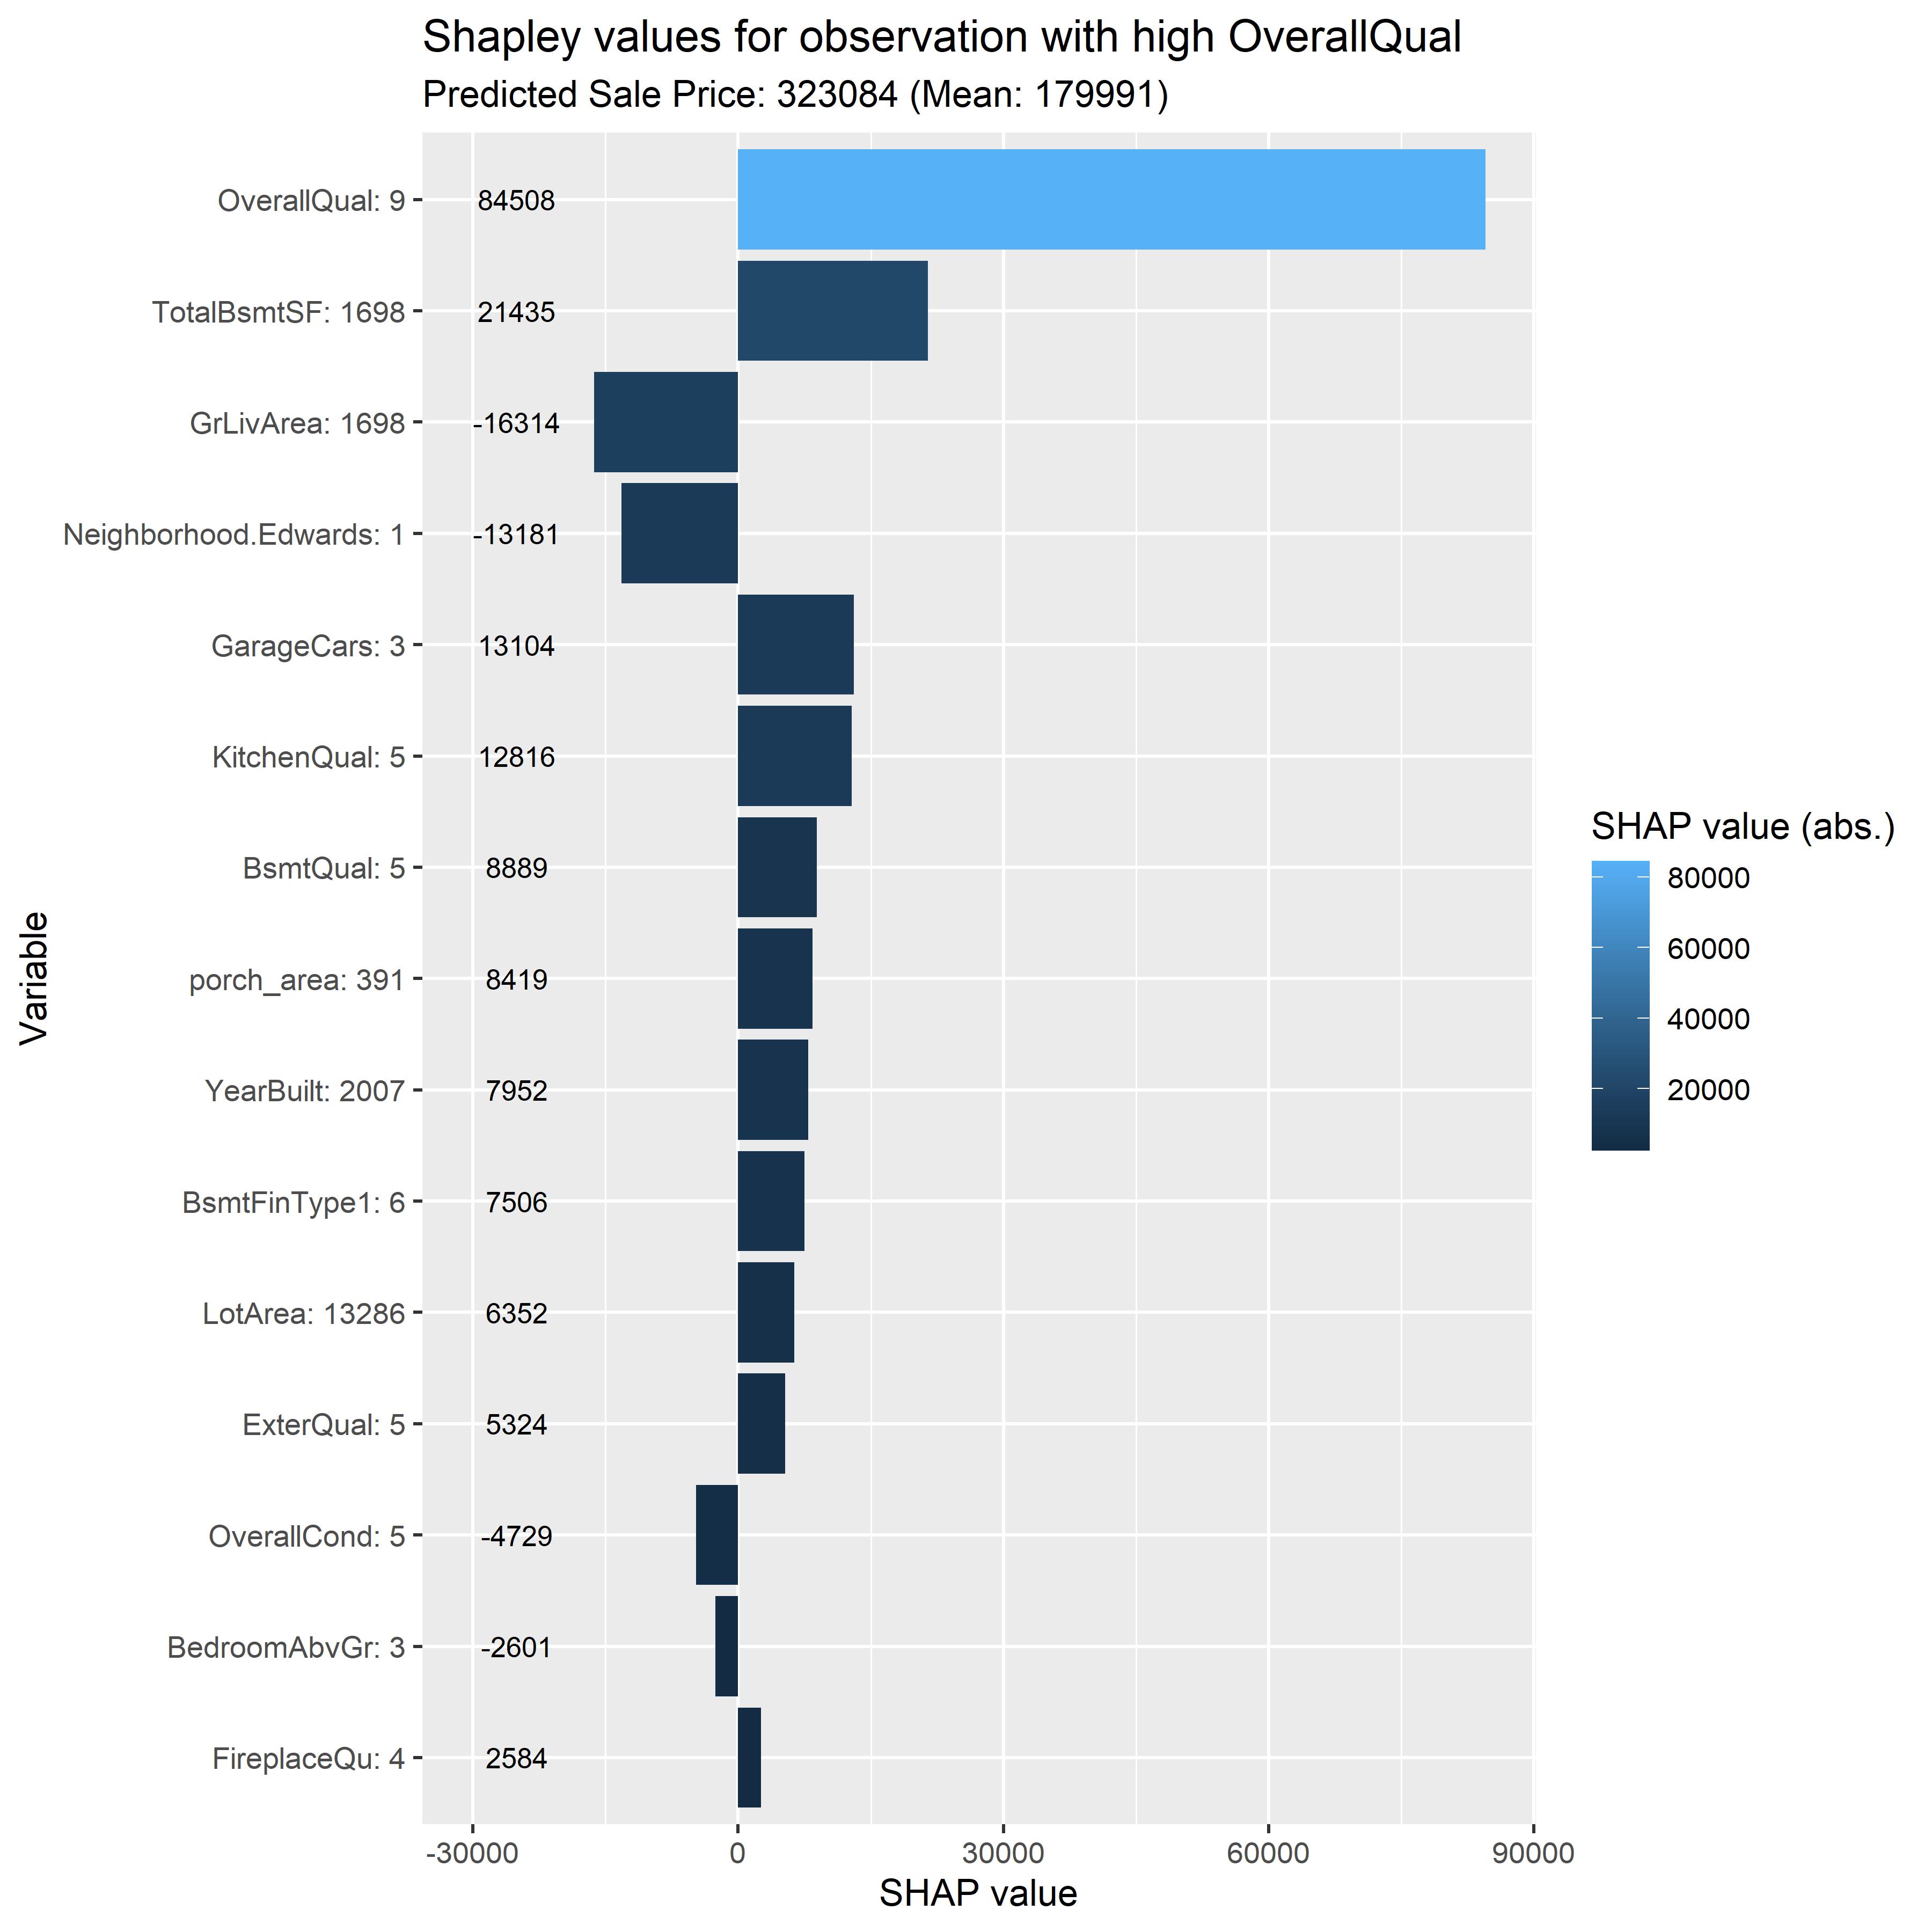 Shapley values for observation with high OverallQual
Predicted Sale Price: 323084 (Mean: 179991)
OverallQual: 9 84508
TotalBsmtSF: 1698 21435
GrLivArea: 1698 -16314
Neighborhood.Edwards: 1 -13181
GarageCars: 3 13104
KitchenQual: 5 12816
BsmtQual: 5 8889
porch_area: 391 8419
YearBuilt: 2007 7952
BsmtFinType1: 6 7506
LotArea: 13286 6352
ExterQual: 5 5324
OverallCond: 5 -4729
BedroomAbvGr: 3 -2601
FireplaceQu: 4 2584
-30000 0 30000 60000 90000
SHAP value
Variable
SHAP value (abs.)
80000
60000
40000
20000